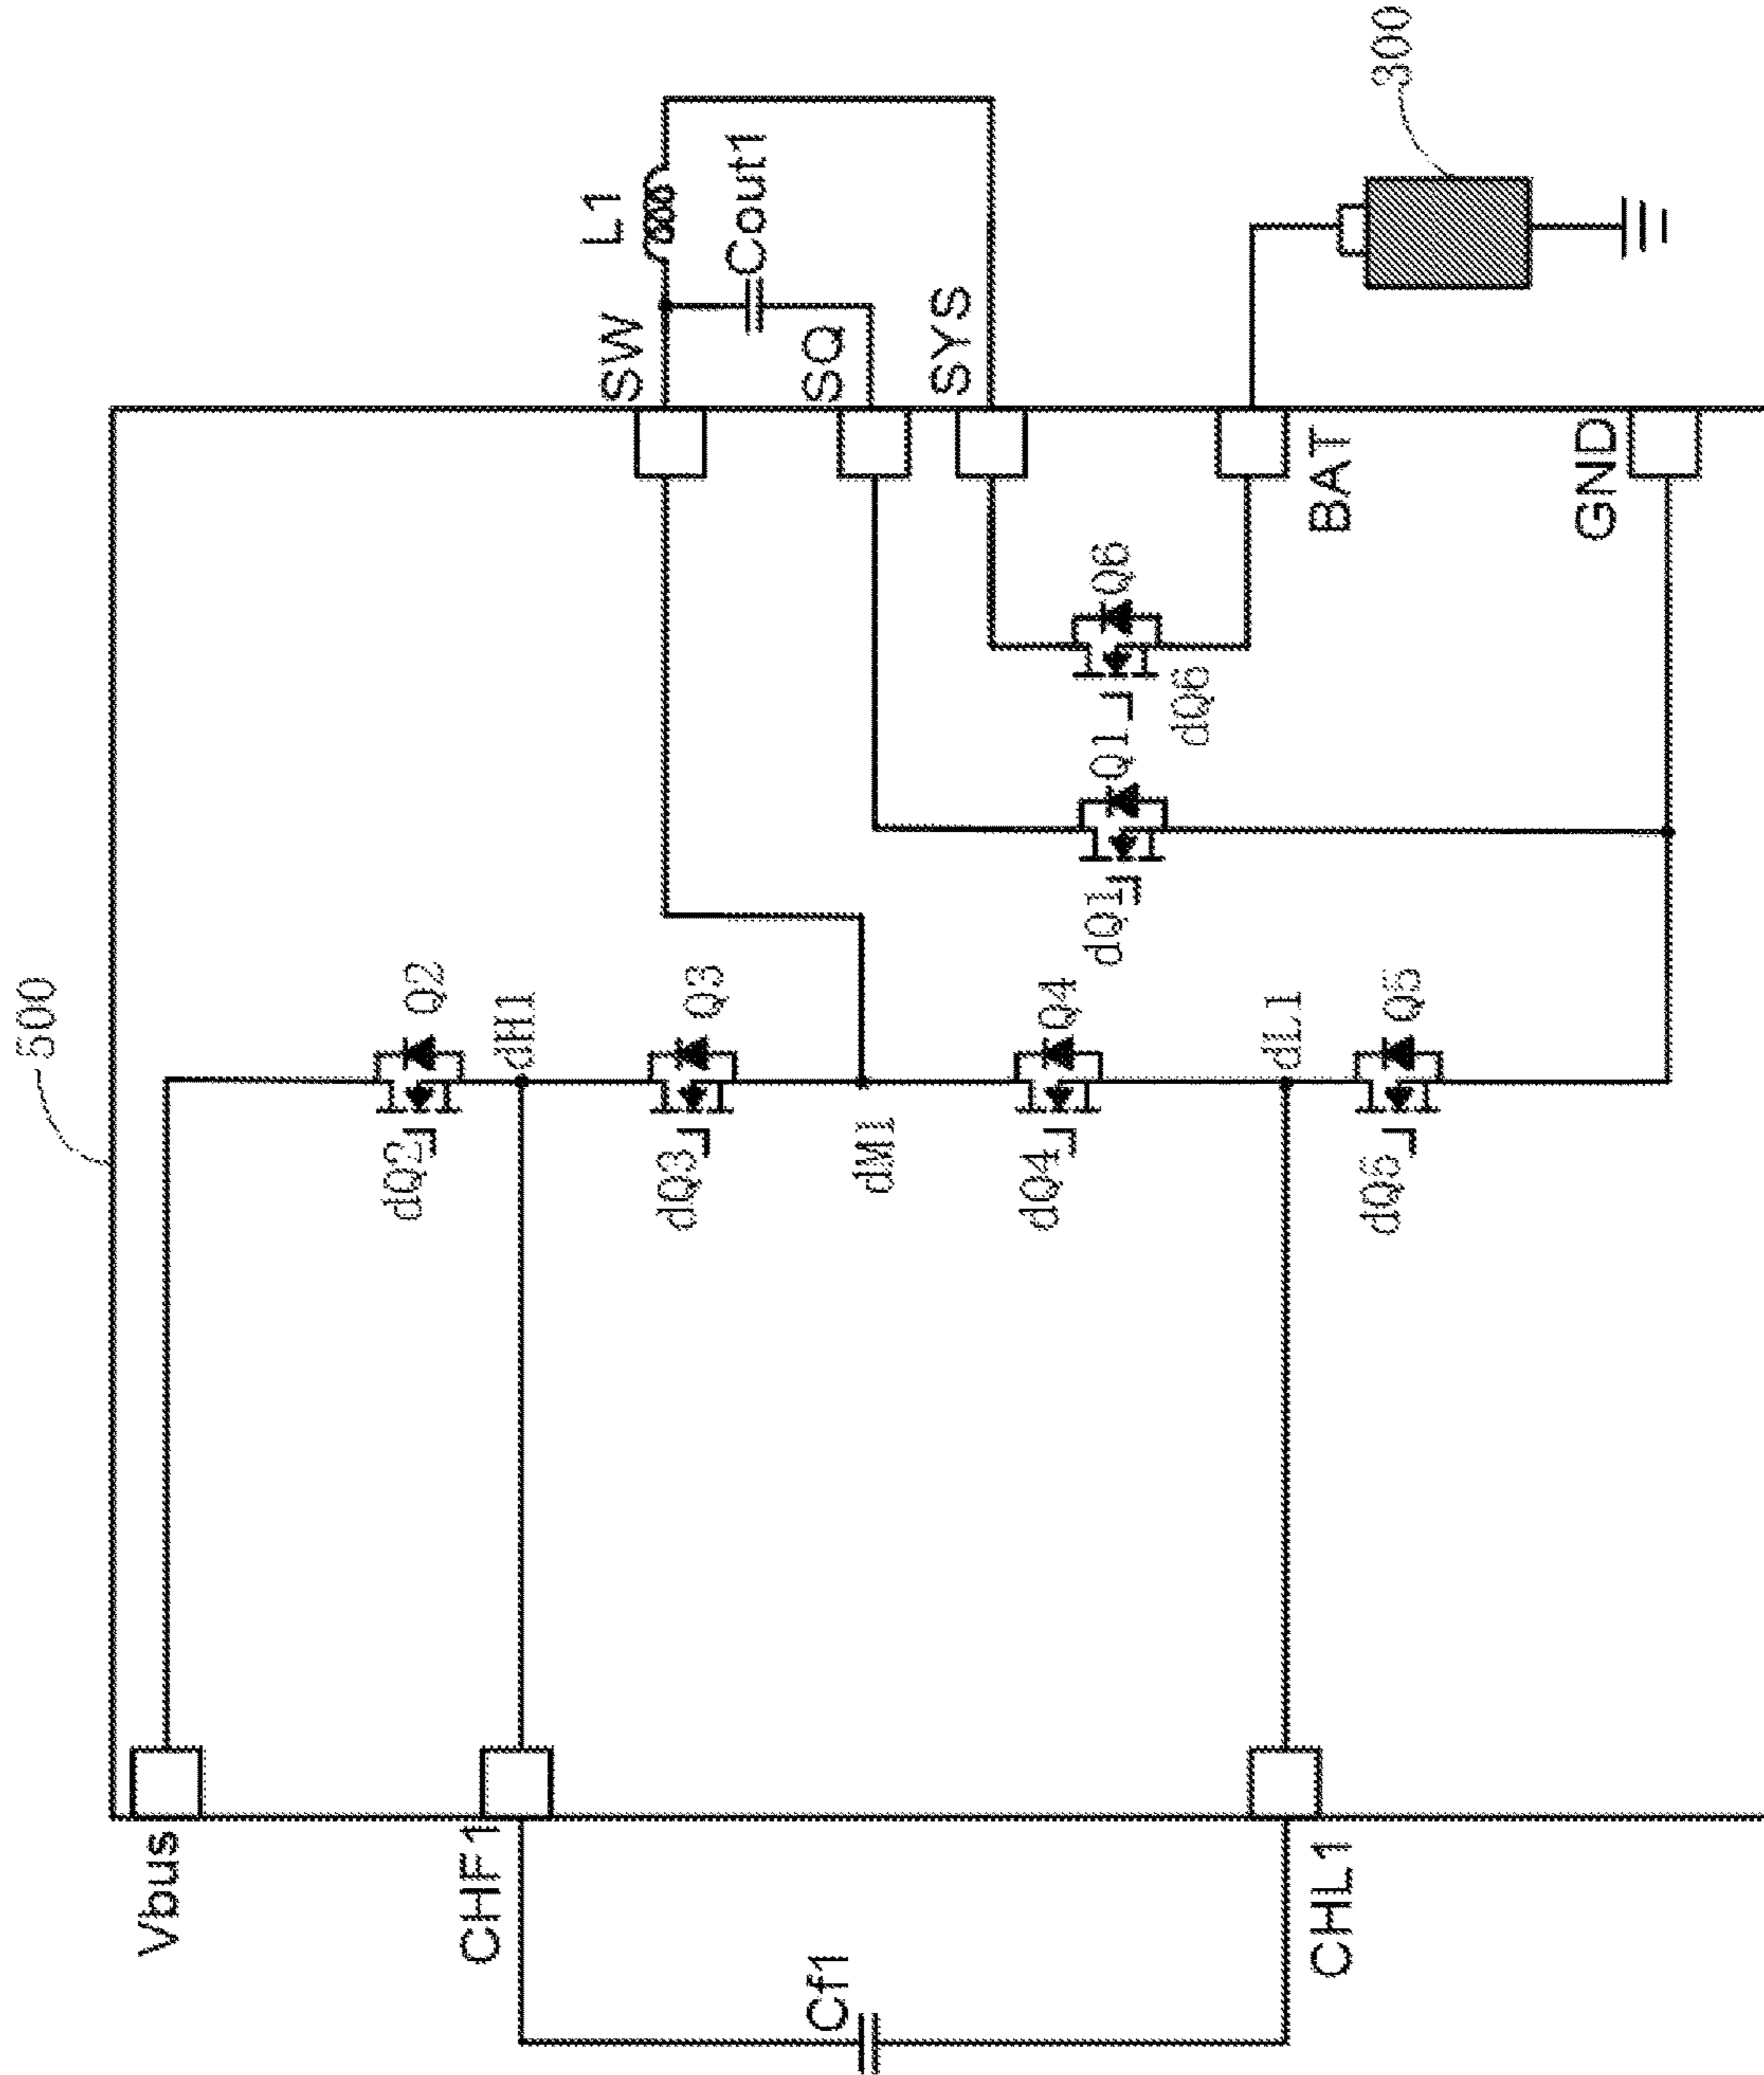 500
Vbus
dQ2
Q2
CHF1
dH1
dQ3
Q3
SW
L1
Cout1
SQ
Cf1
dM1
SYS
dQ4
Q4
dQ1
Q1
Q6
dQ6
CHL1
dL1
BAT
300
dQ5
Q5
GND